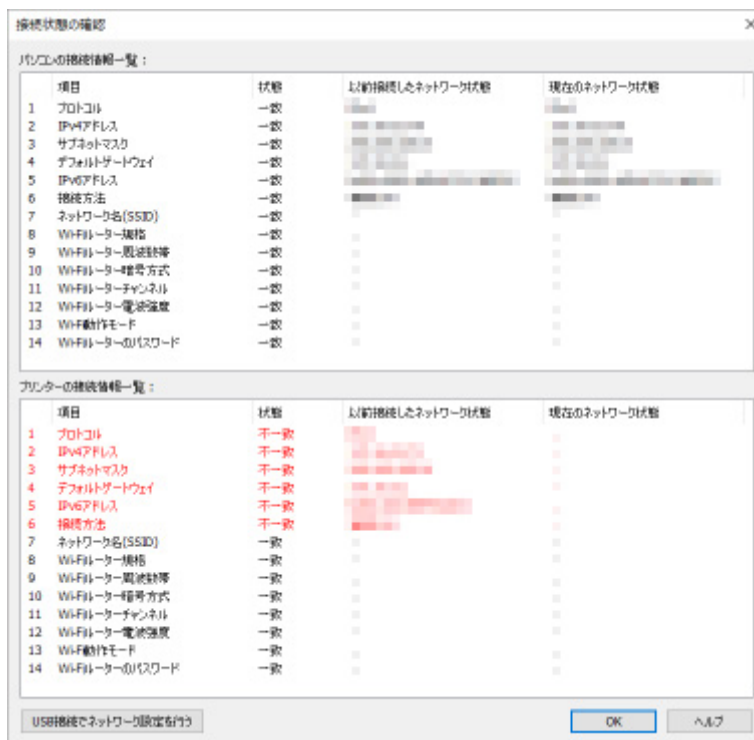 接続状態の確認
パソコンの接続情報一覧：
項目 状態 以前接続したネットワーク状態 現在のネットワーク状態
1 プロトコル 一致
2 IPv4アドレス 一致
3 サブネットマスク 一致
4 デフォルトゲートウェイ 一致
5 IPv6アドレス 一致
6 接続方法 一致
7 ネットワーク名(SSID) 一致
8 Wi-Fiルーター規格 一致
9 Wi-Fiルーター周波数帯 一致
10 Wi-Fiルーター暗号方式 一致
11 Wi-Fiルーターチャンネル 一致
12 Wi-Fiルーター電波強度 一致
13 Wi-Fi動作モード 一致
14 Wi-Fiルーターのパスワード 一致
プリンターの接続情報一覧：
項目 状態 以前接続したネットワーク状態 現在のネットワーク状態
1 プロトコル 不一致
2 IPv4アドレス 不一致
3 サブネットマスク 不一致
4 デフォルトゲートウェイ 不一致
5 IPv6アドレス 不一致
6 接続方法 不一致
7 ネットワーク名(SSID) 一致
8 Wi-Fiルーター規格 一致
9 Wi-Fiルーター周波数帯 一致
10 Wi-Fiルーター暗号方式 一致
11 Wi-Fiルーターチャンネル 一致
12 Wi-Fiルーター電波強度 一致
13 Wi-Fi動作モード 一致
14 Wi-Fiルーターのパスワード 一致
USB接続でネットワーク設定を行う OK ヘルプ